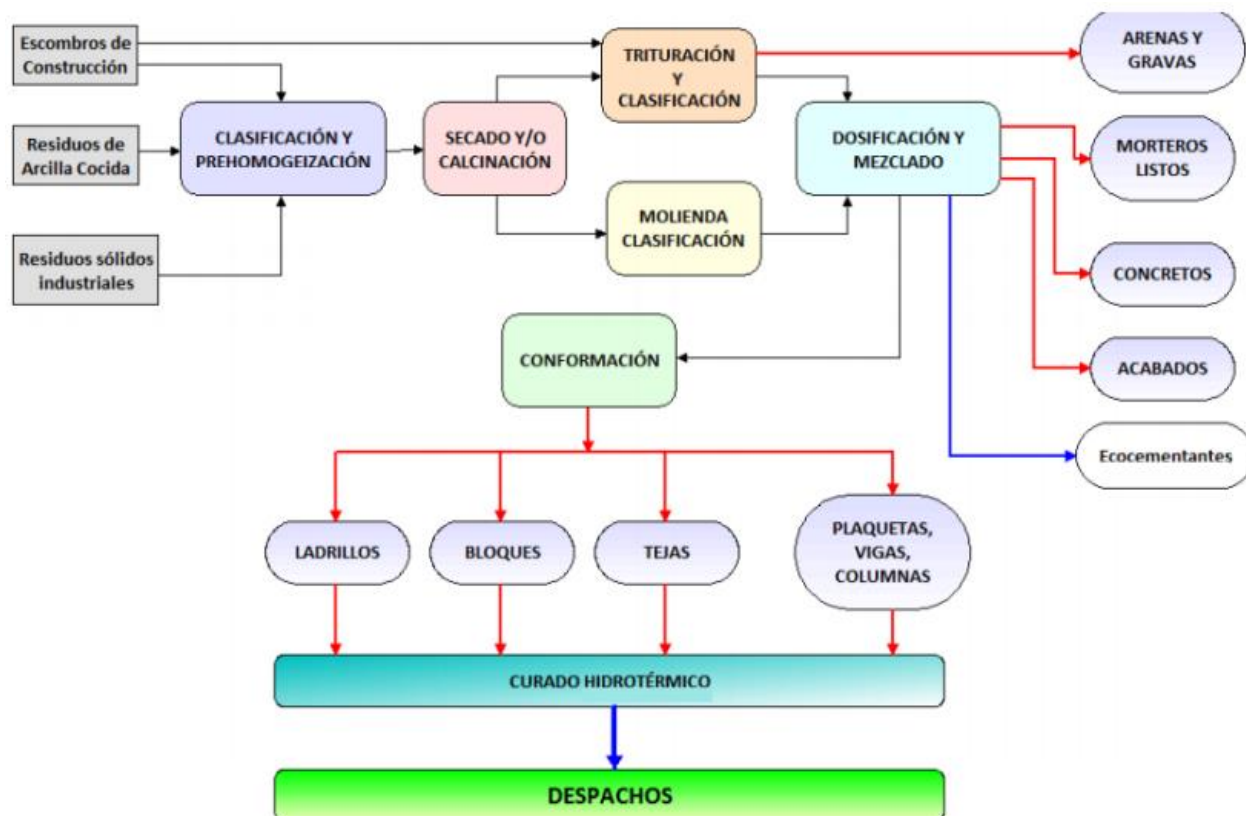 Escombros de
Construcción
TRITURACIÓN
Y
CLASIFICACIÓN
ARENAS Y
GRAVAS
Residuos de
Arcilla Cocida
CLASIFICACIÓN Y
PREHOMOGEIZACIÓN
SECADO Y/O
CALCINACIÓN
DOSIFICACIÓN Y
MEZCLADO
MORTEROS
LISTOS
Residuos sólidos
industriales
MOLIENDA
CLASIFICACIÓN
CONCRETOS
CONFORMACIÓN
ACABADOS
Ecocementantes
LADRILLOS
BLOQUES
TEJAS
PLAQUETAS,
VIGAS,
COLUMNAS
CURADO HIDROTÉRMICO
DESPACHOS